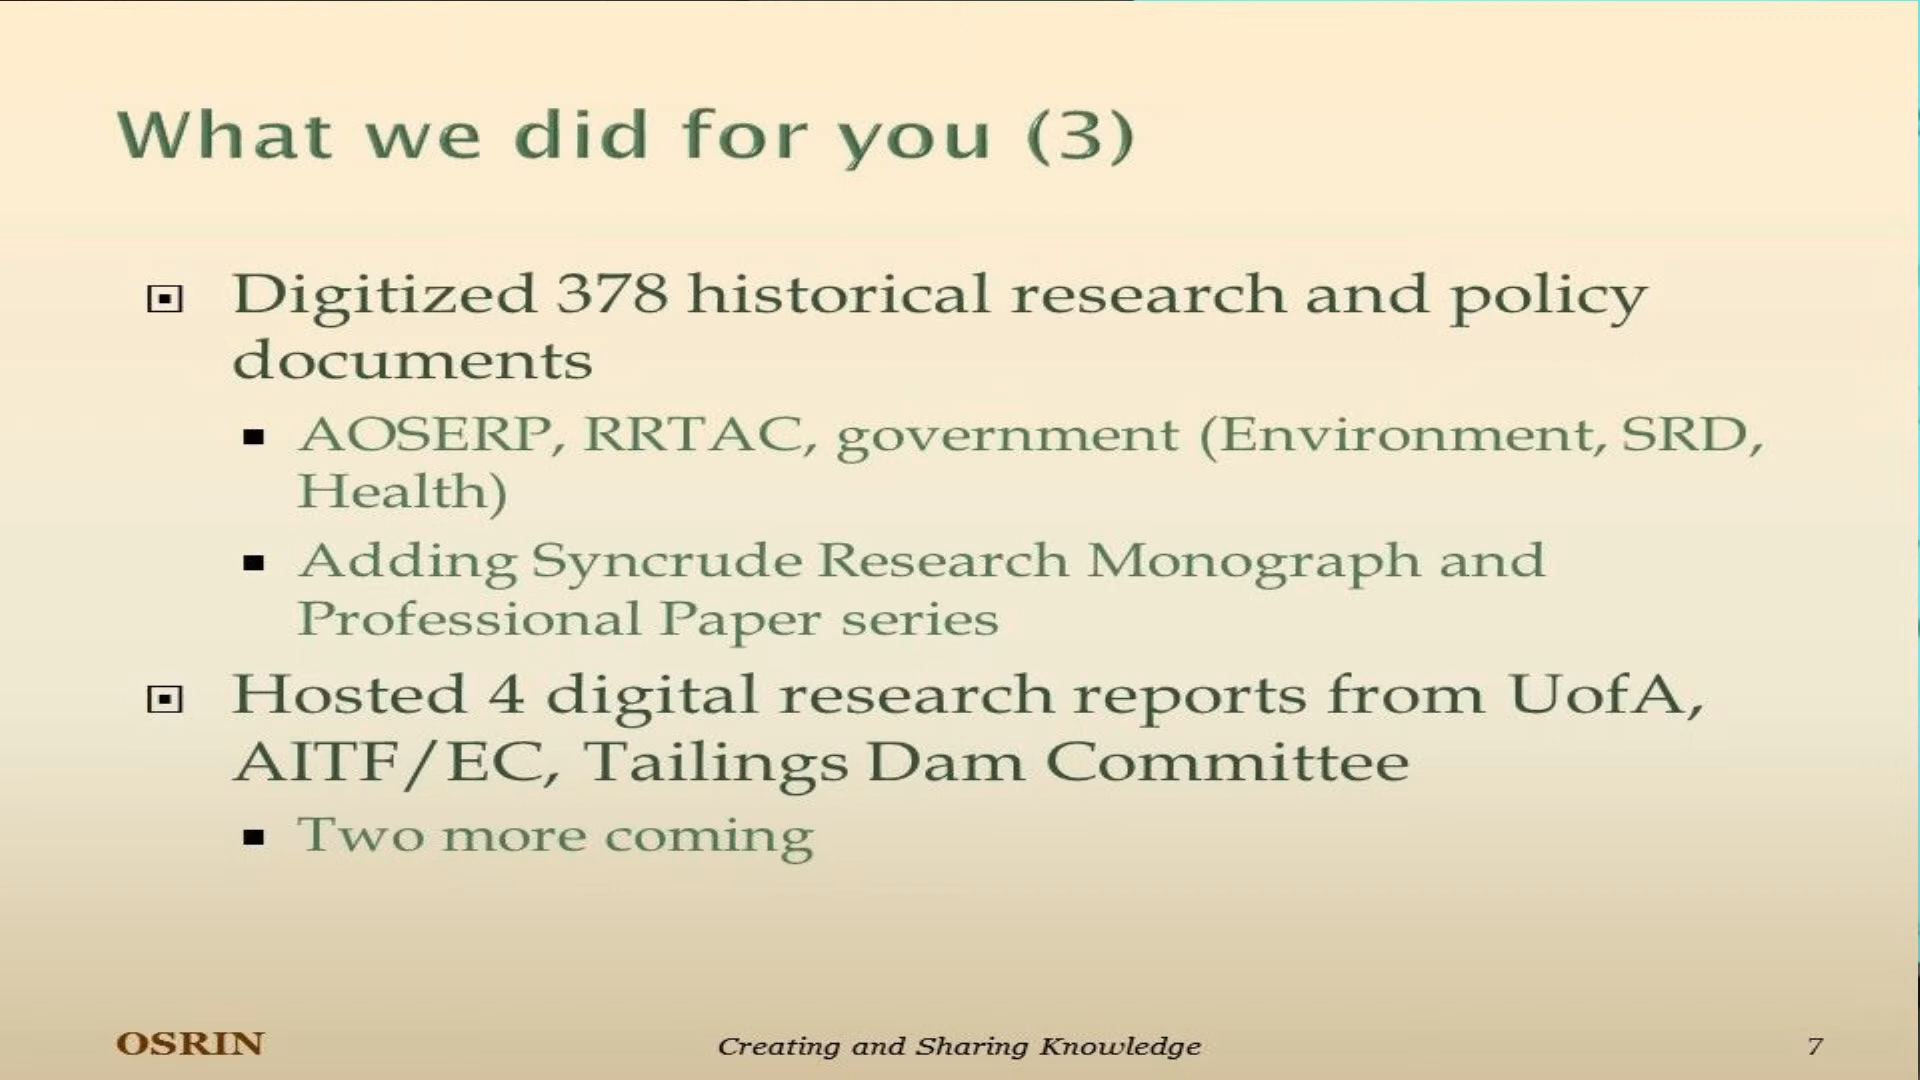 What we did for you (3)
Digitized 378 historical research and policy
documents
AOSERP, RRTAC, government (Environment, SRD,
Health)
Adding Syncrude Research Monograph and
Professional Paper series
Hosted 4 digital research reports from UofA,
AITF/EC, Tailings Dam Committee
Two more coming
OSRIN
Creating and Sharing Knowledge
7